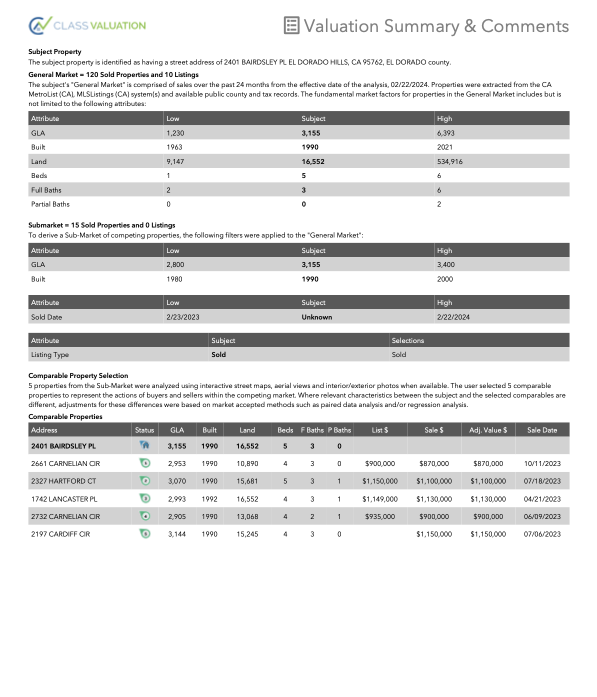 CLASS VALUATION
Valuation Summary & Comments
Subject Property
The subject property is identified as having a street address of 2401 BAIRDSLEY PL EL DORADO HILLS, CA 95762, EL DORADO county.
General Market = 120 Sold Properties and 10 Listings
The subject's "General Market" is comprised of sales over the past 24 months from the effective date of the analysis, 02/22/2024. Properties were extracted from the CA
MetroList (CA), MLSListings (CA) system(s) and available public county and tax records. The fundamental market factors for properties in the General Market includes but is
not limited to the following attributes:
Attribute Low Subject High
GLA 1,230 3,155 6,393
Built 1963 1990 2021
Land 9,147 16,552 534,916
Beds 1 5 6
Full Baths 2 3 6
Partial Baths 0 0 2
Submarket = 15 Sold Properties and 0 Listings
To derive a Sub-Market of competing properties, the following filters were applied to the "General Market":
Attribute Low Subject High
GLA 2,800 3,155 3,400
Built 1980 1990 2000
Attribute Low Subject High
Sold Date 2/23/2023 Unknown 2/22/2024
Attribute Subject Selections
Listing Type Sold Sold
Comparable Property Selection
5 properties from the Sub-Market were analyzed using interactive street maps, aerial views and interior/exterior photos when available. The user selected 5 comparable
properties to represent the actions of buyers and sellers within the competing market. Where relevant characteristics between the subject and the selected comparables are
different, adjustments for these differences were based on market accepted methods such as paired data analysis and/or regression analysis.
Comparable Properties
Address Status GLA Built Land Beds F Baths P Baths List $ Sale $ Adj. Value $ Sale Date
2401 BAIRDSLEY PL 3,155 1990 16,552 5 3 0
2661 CARNELIAN CIR 2,953 1990 10,890 4 3 0 $900,000 $870,000 $870,000 10/11/2023
2327 HARTFORD CT 3,070 1990 15,681 5 3 1 $1,150,000 $1,100,000 $1,100,000 07/18/2023
1742 LANCASTER PL 2,993 1992 16,552 4 3 1 $1,149,000 $1,130,000 $1,130,000 04/21/2023
2732 CARNELIAN CIR 2,905 1990 13,068 4 2 1 $935,000 $900,000 $900,000 06/09/2023
2197 CARDIFF CIR 3,144 1990 15,245 4 3 0 $1,150,000 $1,150,000 07/06/2023